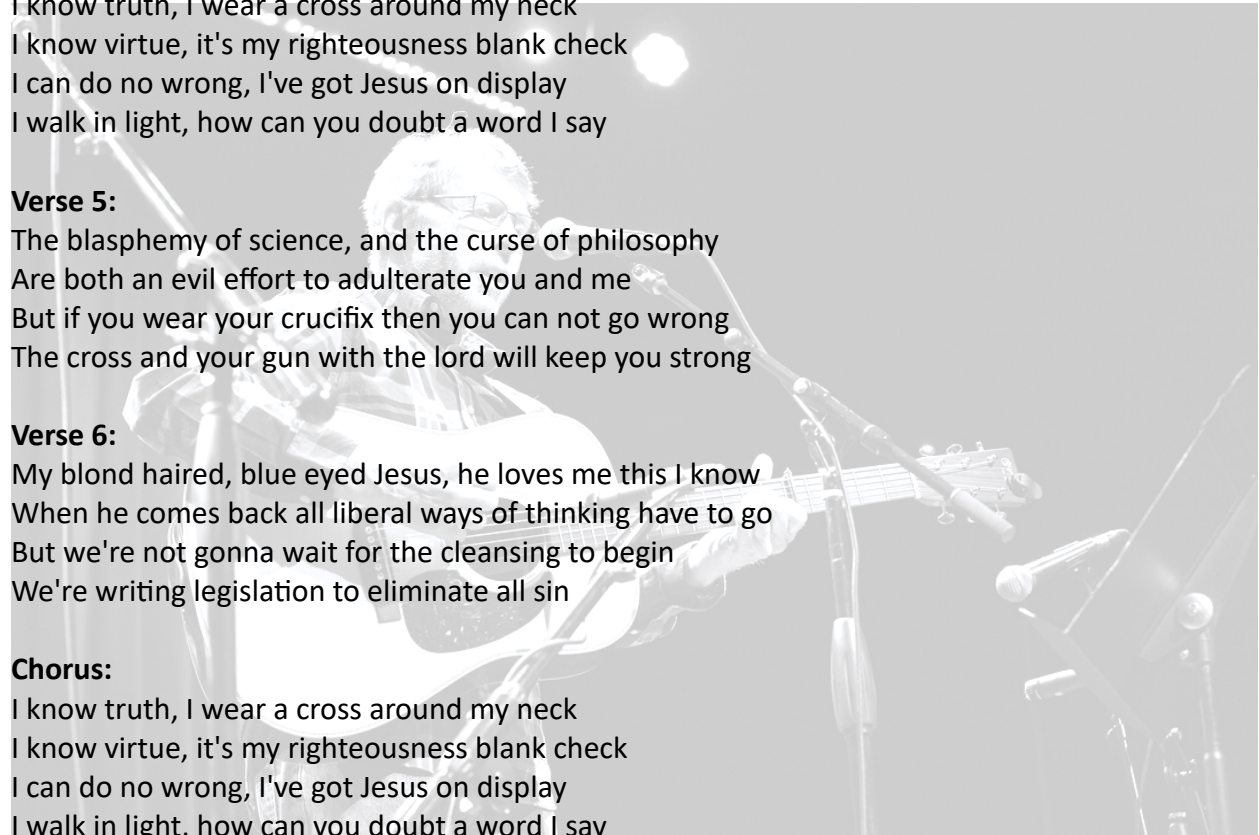 I know truth, I wear a cross around my neck
I know virtue, it's my righteousness blank check
I can do no wrong, I've got Jesus on display
I walk in light, how can you doubt a word I say
Verse 5:
The blasphemy of science, and the curse of philosophy
Are both an evil effort to adulterate you and me
But if you wear your crucifix then you can not go wrong
The cross and your gun with the lord will keep you strong
Verse 6:
My blond haired, blue eyed Jesus, he loves me this I know
When he comes back all liberal ways of thinking have to go
But we're not gonna wait for the cleansing to begin
We're writing legislation to eliminate all sin
Chorus:
I know truth, I wear a cross around my neck
I know virtue, it's my righteousness blank check
I can do no wrong, I've got Jesus on display
I walk in light, how can you doubt a word I say